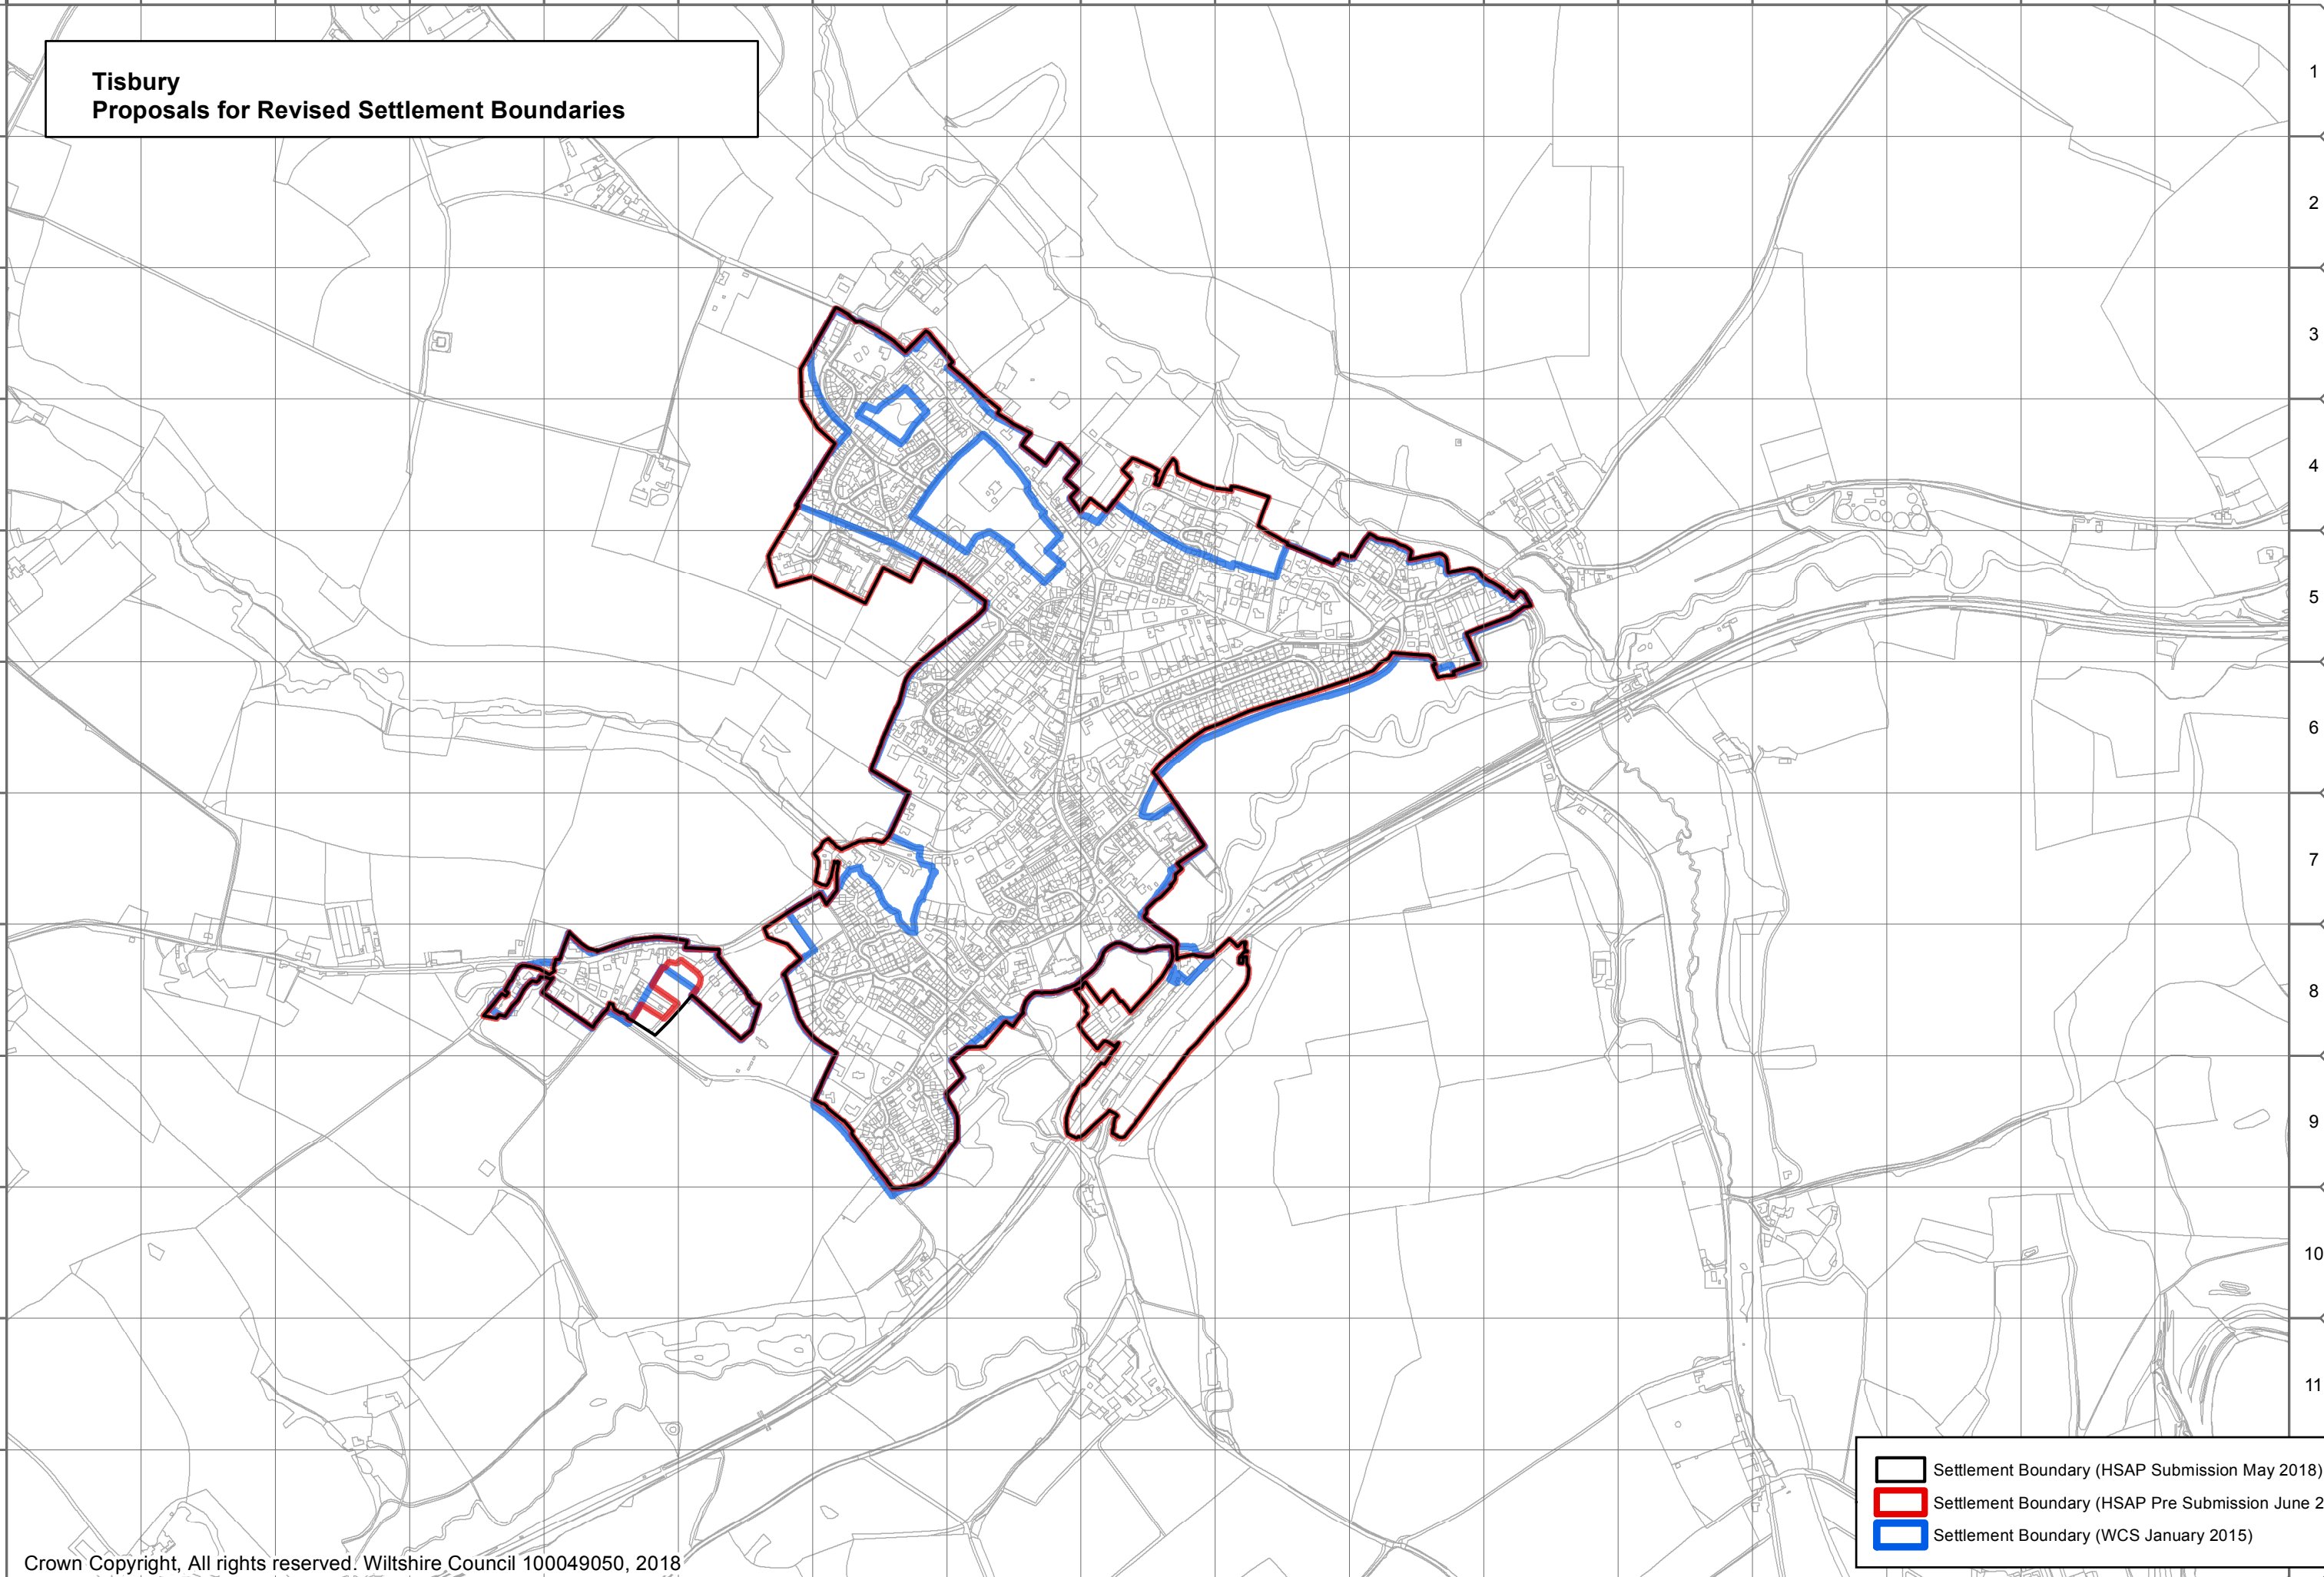 Tisbury
Proposals for Revised Settlement Boundaries
1
2
3
4
5
6
7
8
9
10
11
Settlement Boundary (HSAP Submission May 2018)
Settlement Boundary (HSAP Pre Submission June 2
Settlement Boundary (WCS January 2015)
Crown Copyright, All rights reserved. Wiltshire Council 100049050, 2018